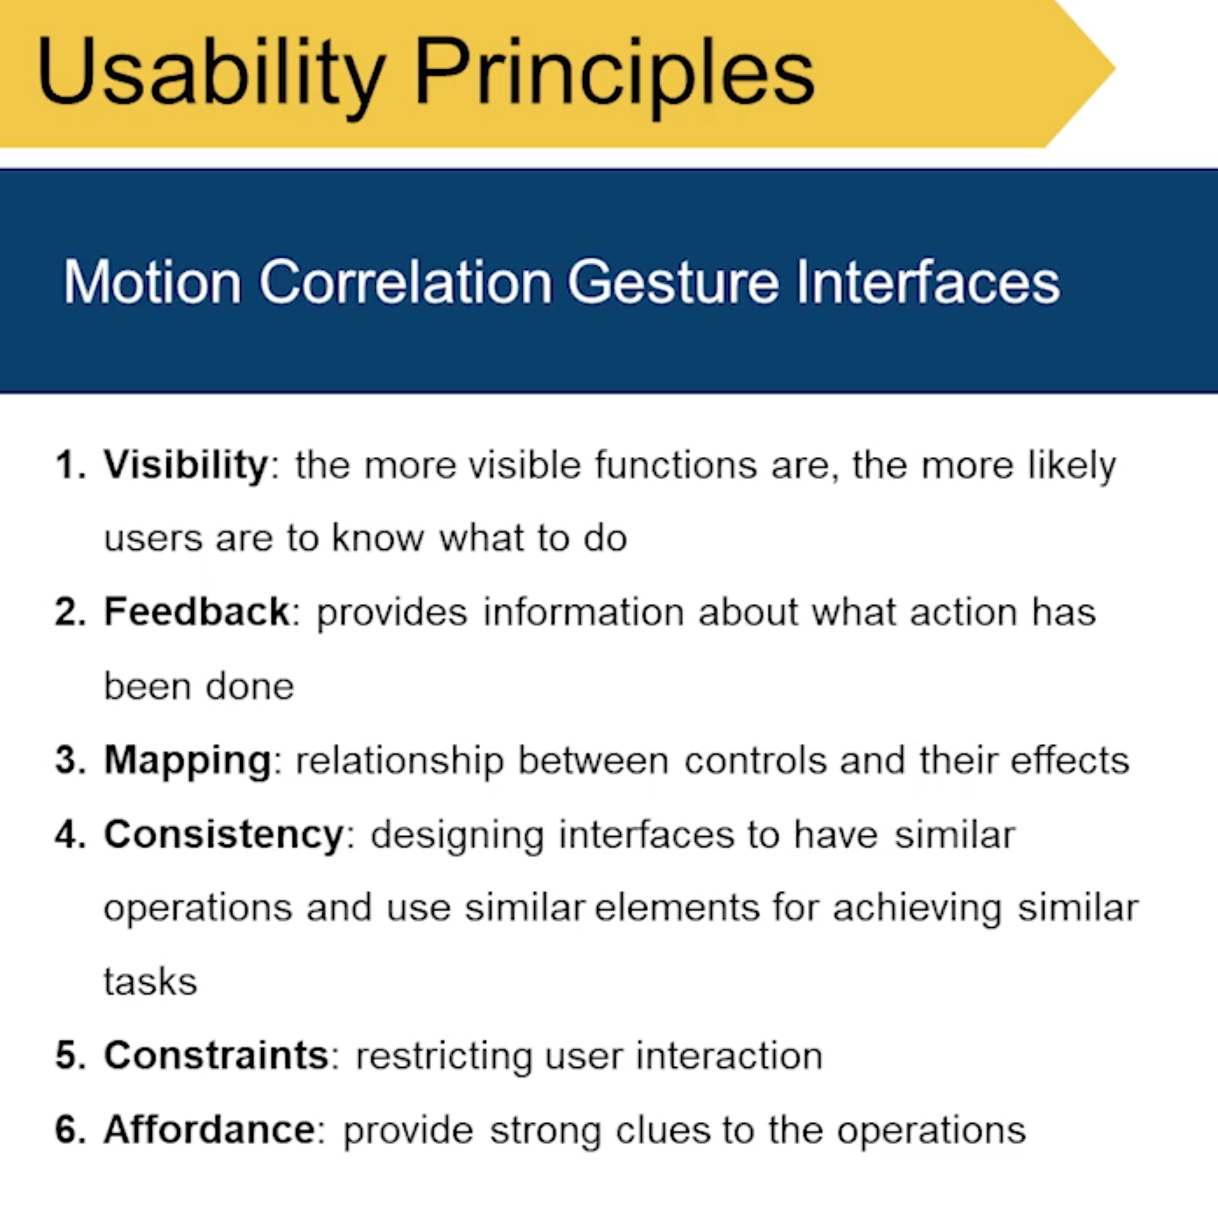 Usability Principles
Motion Correlation Gesture Interfaces
1. Visibility: the more visible functions are, the more likely
users are to know what to do
2. Feedback: provides information about what action has
been done
3. Mapping: relationship between controls and their effects
4. Consistency: designing interfaces to have similar
operations and use similar elements for achieving similar
tasks
5. Constraints: restricting user interaction
6. Affordance: provide strong clues to the operations